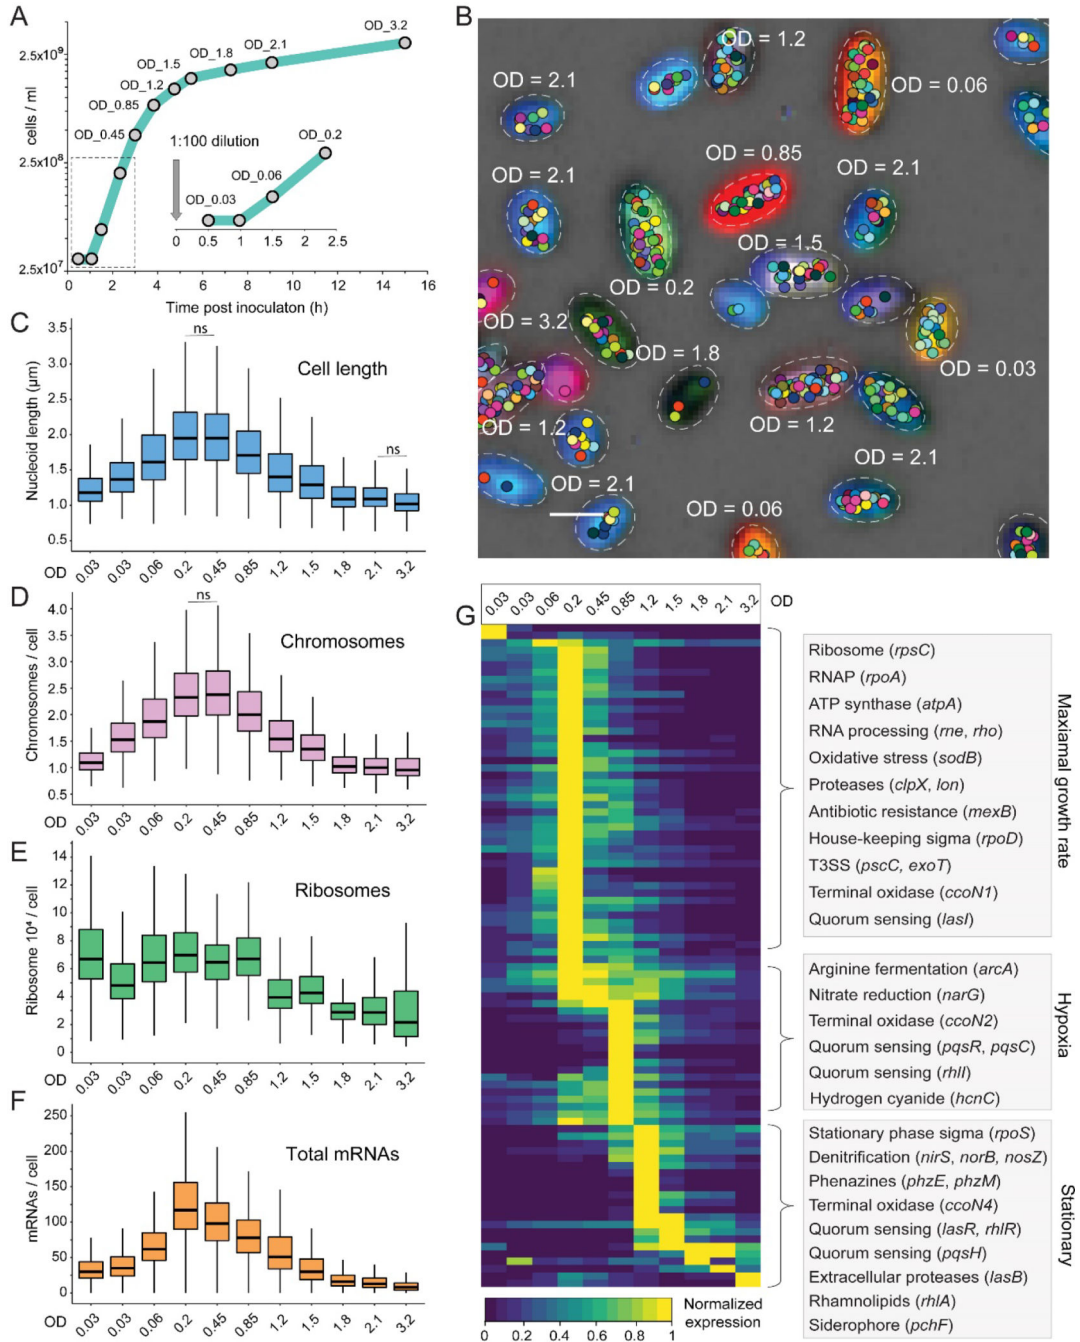 A
cells / ml
2.5x10⁹
2.5x10⁸
2.5x10⁷
OD_3.2
OD_2.1
OD_1.8
OD_1.5
OD_1.2
OD_0.85
OD_0.45
1:100 dilution
OD_0.2
OD_0.06
OD_0.03
0 0.5 1 1.5 2 2.5
0 2 4 6 8 10 12 14 16
Time post inoculaton (h)
B
OD = 1.2
OD = 2.1
OD = 0.06
OD = 0.85
OD = 2.1
OD = 2.1
OD = 1.5
OD = 0.2
OD = 3.2
OD = 1.8
OD = 0.03
OD = 1.2
OD = 1.2
OD = 2.1
OD = 2.1
OD = 0.06
C
Cell length
ns
ns
Nucleoid length (µm)
3.5
3.0
2.5
2.0
1.5
1.0
0.5
OD 0.03 0.03 0.06 0.2 0.45 0.85 1.2 1.5 1.8 2.1 3.2
D
ns
Chromosomes
Chromosomes / cell
4.0
3.5
3.0
2.5
2.0
1.5
1.0
0.5
OD 0.03 0.03 0.06 0.2 0.45 0.85 1.2 1.5 1.8 2.1 3.2
E
Ribosomes
Ribosome 10⁴ / cell
14
12
10
8
6
4
2
0
OD 0.03 0.03 0.06 0.2 0.45 0.85 1.2 1.5 1.8 2.1 3.2
F
Total mRNAs
mRNAs / cell
250
200
150
100
50
0
OD 0.03 0.03 0.06 0.2 0.45 0.85 1.2 1.5 1.8 2.1 3.2
G
0.03 0.03 0.06 0.2 0.45 0.85 1.2 1.5 1.8 2.1 3.2 OD
Ribosome (rpsC)
RNAP (rpoA)
ATP synthase (atpA)
RNA processing (rne, rho)
Oxidative stress (sodB)
Proteases (clpX, lon)
Antibiotic resistance (mexB)
House-keeping sigma (rpoD)
T3SS (pscC, exoT)
Terminal oxidase (ccoN1)
Quorum sensing (lasI)
Maxiamal growth rate
Arginine fermentation (arcA)
Nitrate reduction (narG)
Terminal oxidase (ccoN2)
Quorum sensing (pqsR, pqsC)
Quorum sensing (rhlI)
Hydrogen cyanide (hcnC)
Hypoxia
Stationary phase sigma (rpoS)
Denitrification (nirS, norB, nosZ)
Phenazines (phzE, phzM)
Terminal oxidase (ccoN4)
Quorum sensing (lasR, rhlR)
Quorum sensing (pqsH)
Extracellular proteases (lasB)
Rhamnolipids (rhlA)
Siderophore (pchF)
Stationary
0 0.2 0.4 0.6 0.8 1
Normalized
expression